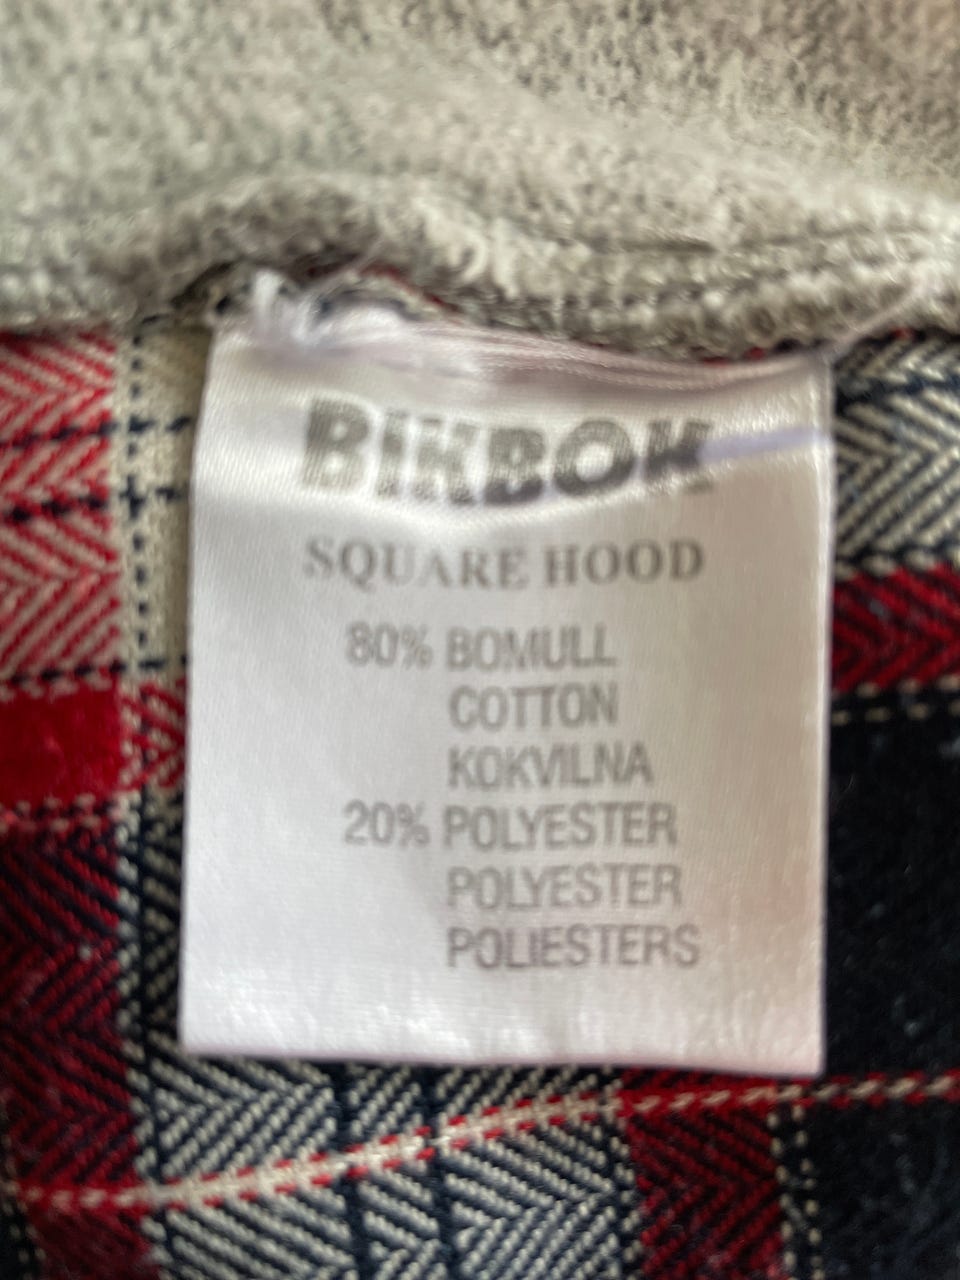 BIKBOK
SQUARE HOOD
80% BOMULL
COTTON
KOKVILNA
20% POLYESTER
POLYESTER
POLIESTERS